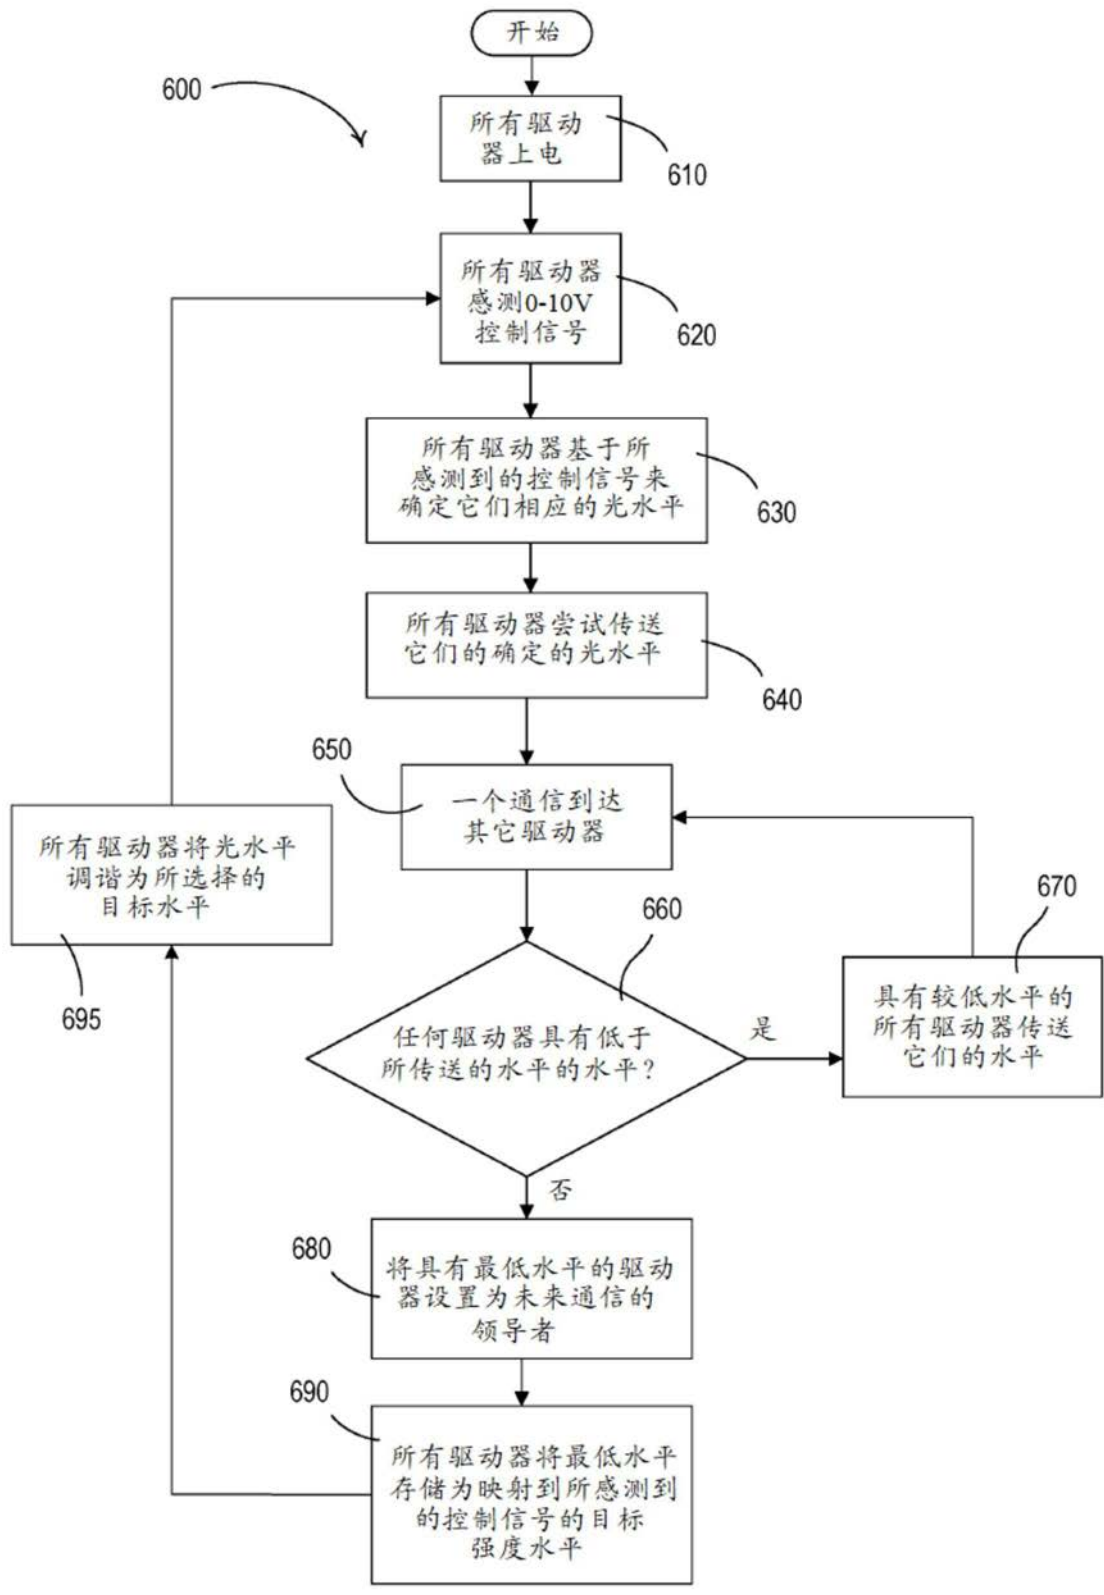 开始
600
所有驱动
器上电
610
所有驱动器
感测0-10V
控制信号
620
所有驱动器基于所
感测到的控制信号来
确定它们相应的光水平
630
所有驱动器尝试传送
它们的确定的光水平
640
650
一个通信到达
其它驱动器
所有驱动器将光水平
调谐为所选择的
目标水平
695
660
任何驱动器具有低于
所传送的水平的水平?
是
670
具有较低水平的
所有驱动器传送
它们的水平
否
680
将具有最低水平的驱动
器设置为未来通信的
领导者
690
所有驱动器将最低水平
存储为映射到所感测到
的控制信号的目标
强度水平